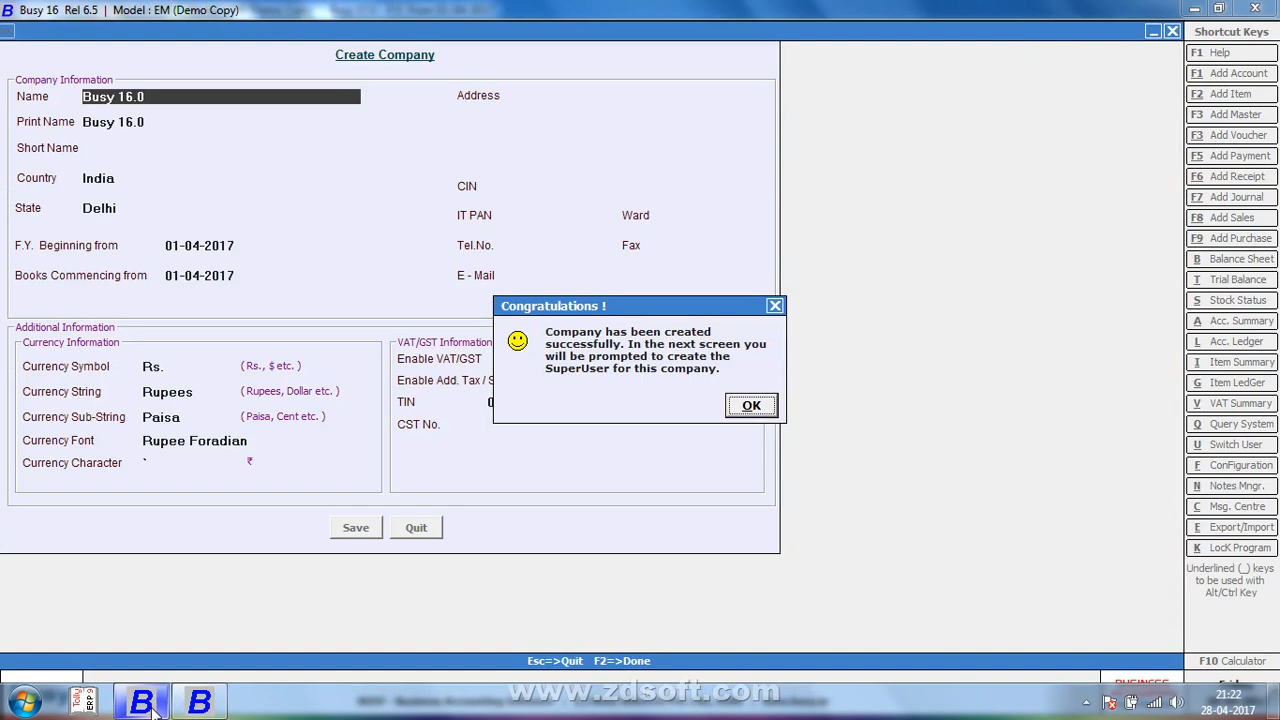 Busy 16 Rel 6.5 | Model : EM (Demo Copy)
Create Company
Company Information
Name Busy 16.0
Address
Print Name Busy 16.0
Short Name
Country India
CIN
State Delhi
IT PAN Ward
F.Y. Beginning from 01-04-2017
Tel.No. Fax
Books Commencing from 01-04-2017
E - Mail
Additional Information
Currency Information
Currency Symbol Rs. (Rs., $ etc.)
Currency String Rupees (Rupees, Dollar etc.)
Currency Sub-String Paisa (Paisa, Cent etc.)
Currency Font Rupee Foradian
Currency Character ` ₹
VAT/GST Information
Enable VAT/GST
Enable Add. Tax / S
TIN 0
CST No.
Save Quit
Congratulations !
Company has been created
successfully. In the next screen you
will be prompted to create the
SuperUser for this company.
OK
Shortcut Keys
F1 Help
F1 Add Account
F2 Add Item
F3 Add Master
F3 Add Voucher
F5 Add Payment
F6 Add Receipt
F7 Add Journal
F8 Add Sales
F9 Add Purchase
B Balance Sheet
T Trial Balance
S Stock Status
A Acc. Summary
L Acc. Ledger
I Item Summary
G Item LedGer
V VAT Summary
Q Query System
U Switch User
F ConFiguration
N Notes Mngr.
C Msg. Centre
E Export/Import
K LocK Program
Underlined (_) keys
to be used with
Alt/Ctrl Key
Esc=>Quit F2=>Done
F10 Calculator
www.zdsoft.com
Tally
ERP 9
21:22
28-04-2017